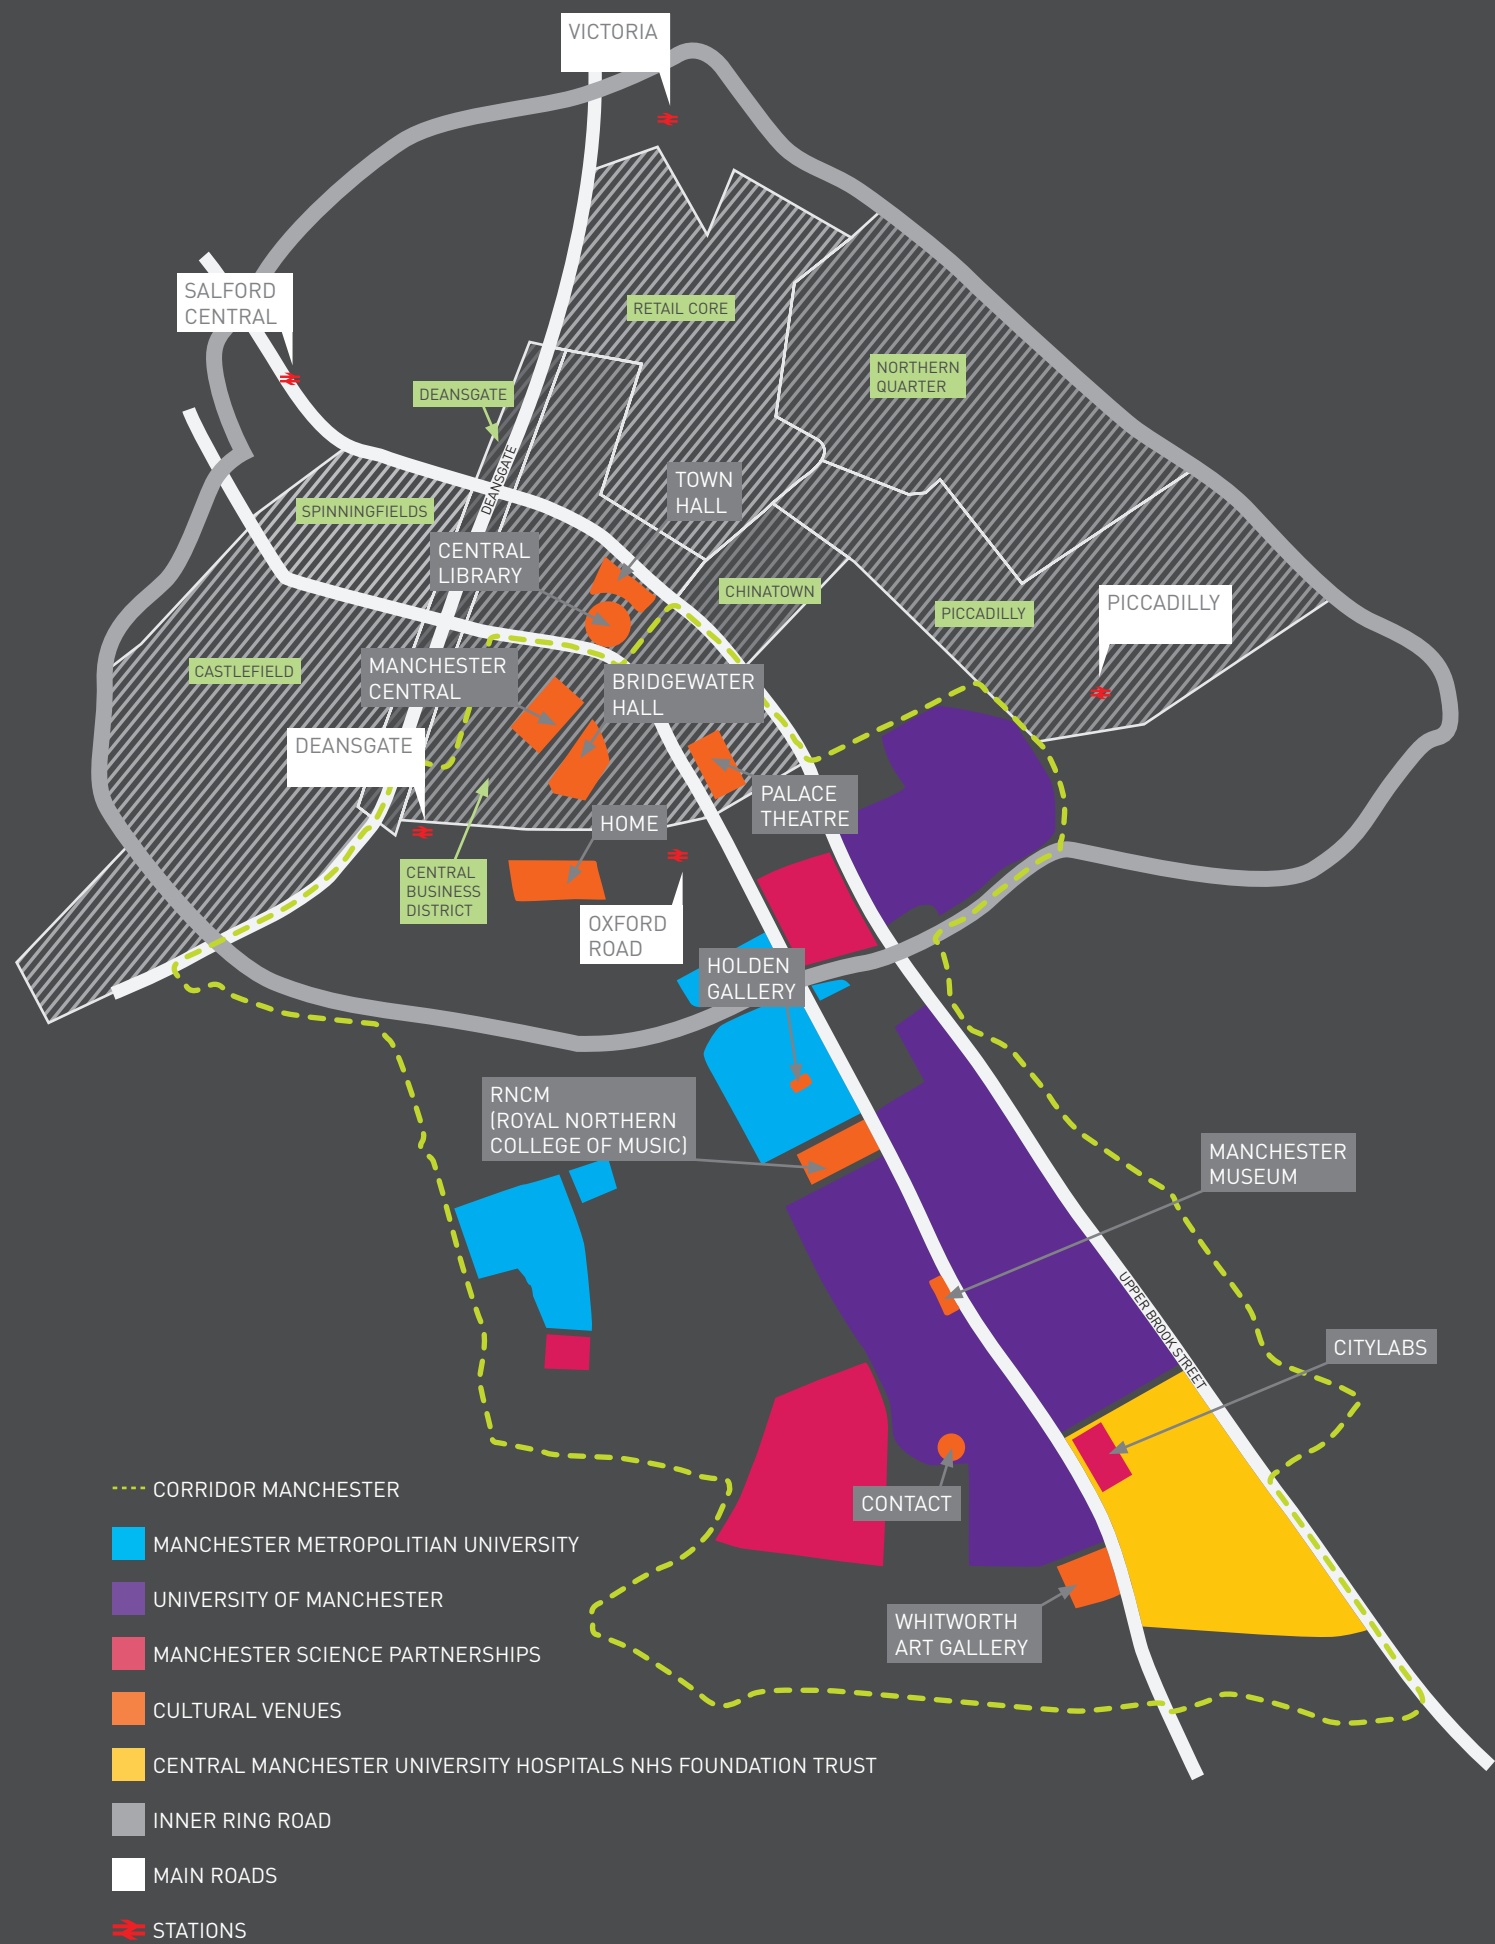 VICTORIA
SALFORD
CENTRAL
RETAIL CORE
NORTHERN
QUARTER
DEANSGATE
DEANSGATE
TOWN
HALL
SPINNINGFIELDS
CENTRAL
LIBRARY
CHINATOWN
PICCADILLY
PICCADILLY
CASTLEFIELD
MANCHESTER
CENTRAL
BRIDGEWATER
HALL
DEANSGATE
PALACE
THEATRE
HOME
CENTRAL
BUSINESS
DISTRICT
OXFORD
ROAD
HOLDEN
GALLERY
RNCM
(ROYAL NORTHERN
COLLEGE OF MUSIC)
MANCHESTER
MUSEUM
UPPER BROOK STREET
CITYLABS
CONTACT
WHITWORTH
ART GALLERY
CORRIDOR MANCHESTER
MANCHESTER METROPOLITIAN UNIVERSITY
UNIVERSITY OF MANCHESTER
MANCHESTER SCIENCE PARTNERSHIPS
CULTURAL VENUES
CENTRAL MANCHESTER UNIVERSITY HOSPITALS NHS FOUNDATION TRUST
INNER RING ROAD
MAIN ROADS
STATIONS